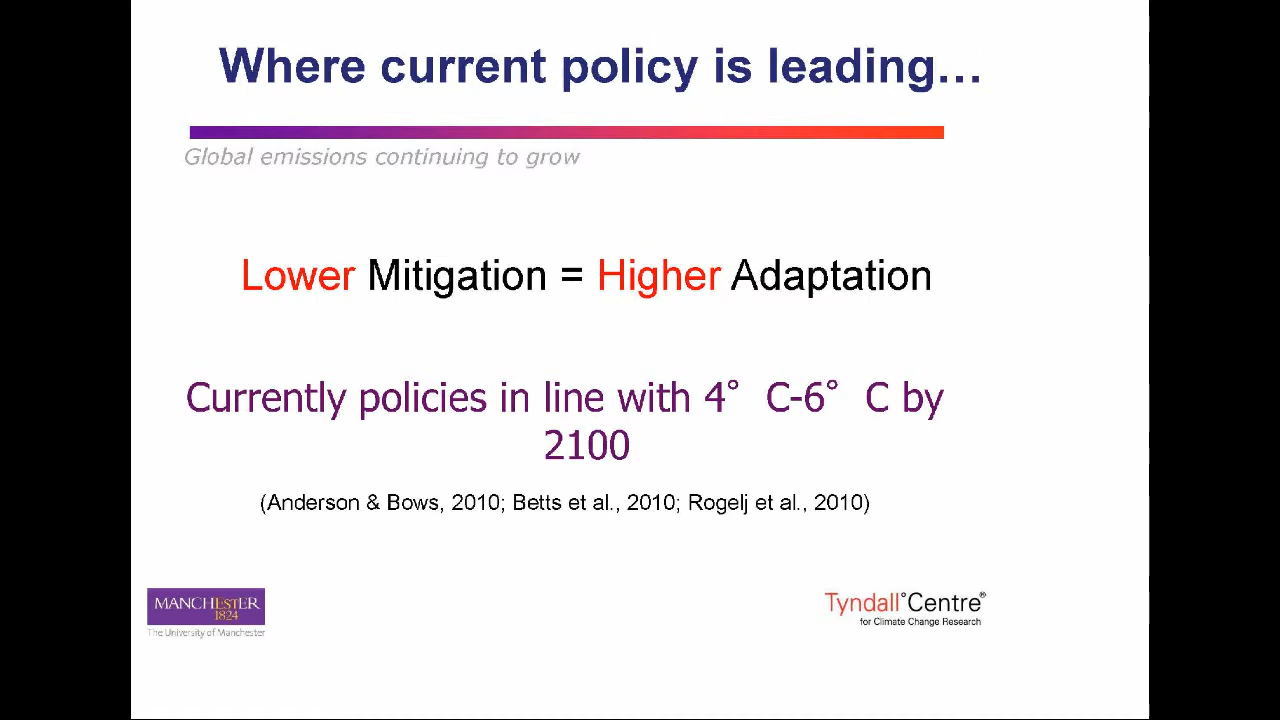 Where current policy is leading…
Global emissions continuing to grow
Lower Mitigation = Higher Adaptation
Currently policies in line with 4° C-6° C by
2100
(Anderson & Bows, 2010; Betts et al., 2010; Rogelj et al., 2010)
MANCHESTER
1824
The University of Manchester
Tyndall°Centre®
for Climate Change Research